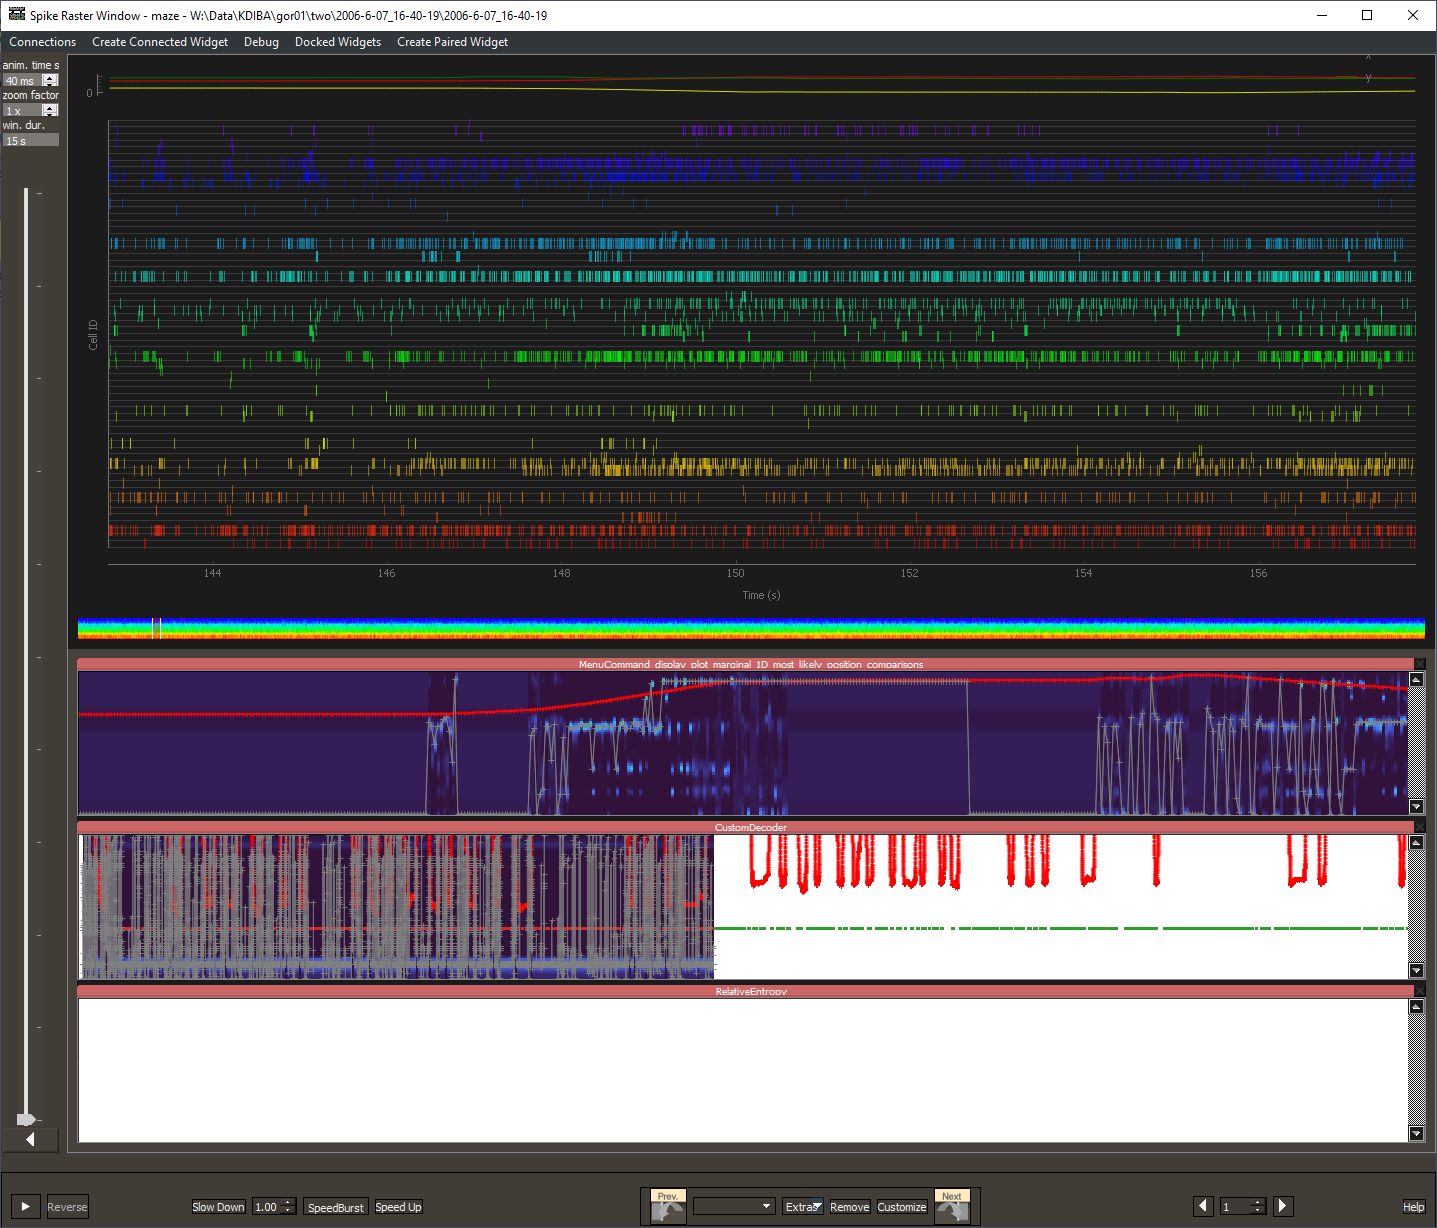 Spike Raster Window - maze - W:\Data\KDIBA\gor01\two\2006-6-07_16-40-19\2006-6-07_16-40-19
Connections Create Connected Widget Debug Docked Widgets Create Paired Widget
anim. time s
40 ms
zoom factor
1 x
win. dur.
15 s
0
^
y
Cell ID
144 146 148 150 152 154 156
Time (s)
MenuCommand_display_plot_marginal_1D_most_likely_position_comparisons
CustomDecoder
RelativeEntropy
Reverse Slow Down 1.00 SpeedBurst Speed Up Prev. Extras Remove Customize Next 1 Help